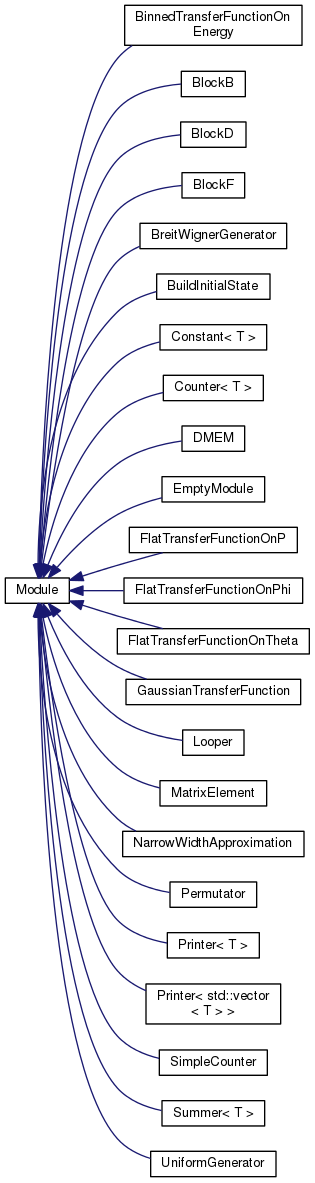 BinnedTransferFunctionOn
Energy
BlockB
BlockD
BlockF
BreitWignerGenerator
BuildInitialState
Constant< T >
Counter< T >
DMEM
EmptyModule
FlatTransferFunctionOnP
Module
FlatTransferFunctionOnPhi
FlatTransferFunctionOnTheta
GaussianTransferFunction
Looper
MatrixElement
NarrowWidthApproximation
Permutator
Printer< T >
Printer< std::vector
< T > >
SimpleCounter
Summer< T >
UniformGenerator